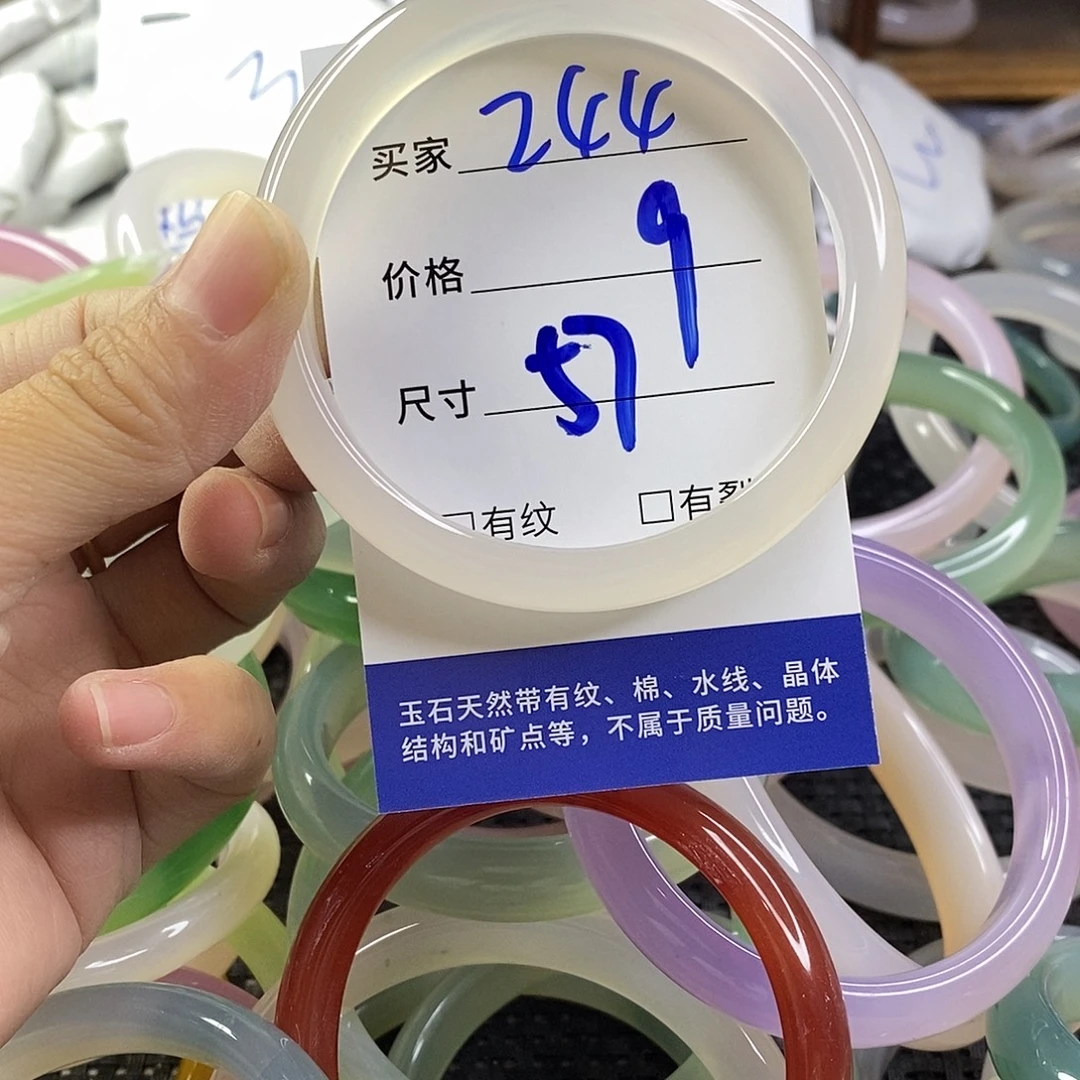 买家 244
价格 9
尺寸 57
□有纹 □有裂
玉石天然带有纹、棉、水线、晶体
结构和矿点等，不属于质量问题。